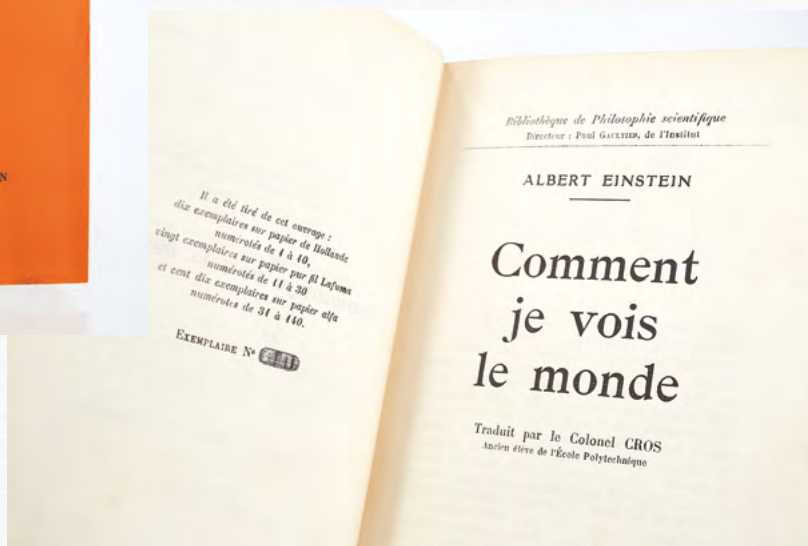 N
Il a été tiré de cet ouvrage :
dix exemplaires sur papier de Hollande
numérotés de 1 à 10,
vingt exemplaires sur papier pur fil Lafuma
numérotés de 11 à 30
et cent dix exemplaires sur papier alfa
numérotés de 31 à 140.
EXEMPLAIRE N°
Bibliothèque de Philosophie scientifique
Directeur : Paul GAULTIER, de l'Institut
ALBERT EINSTEIN
Comment
je vois
le monde
Traduit par le Colonel CROS
Ancien élève de l'École Polytechnique